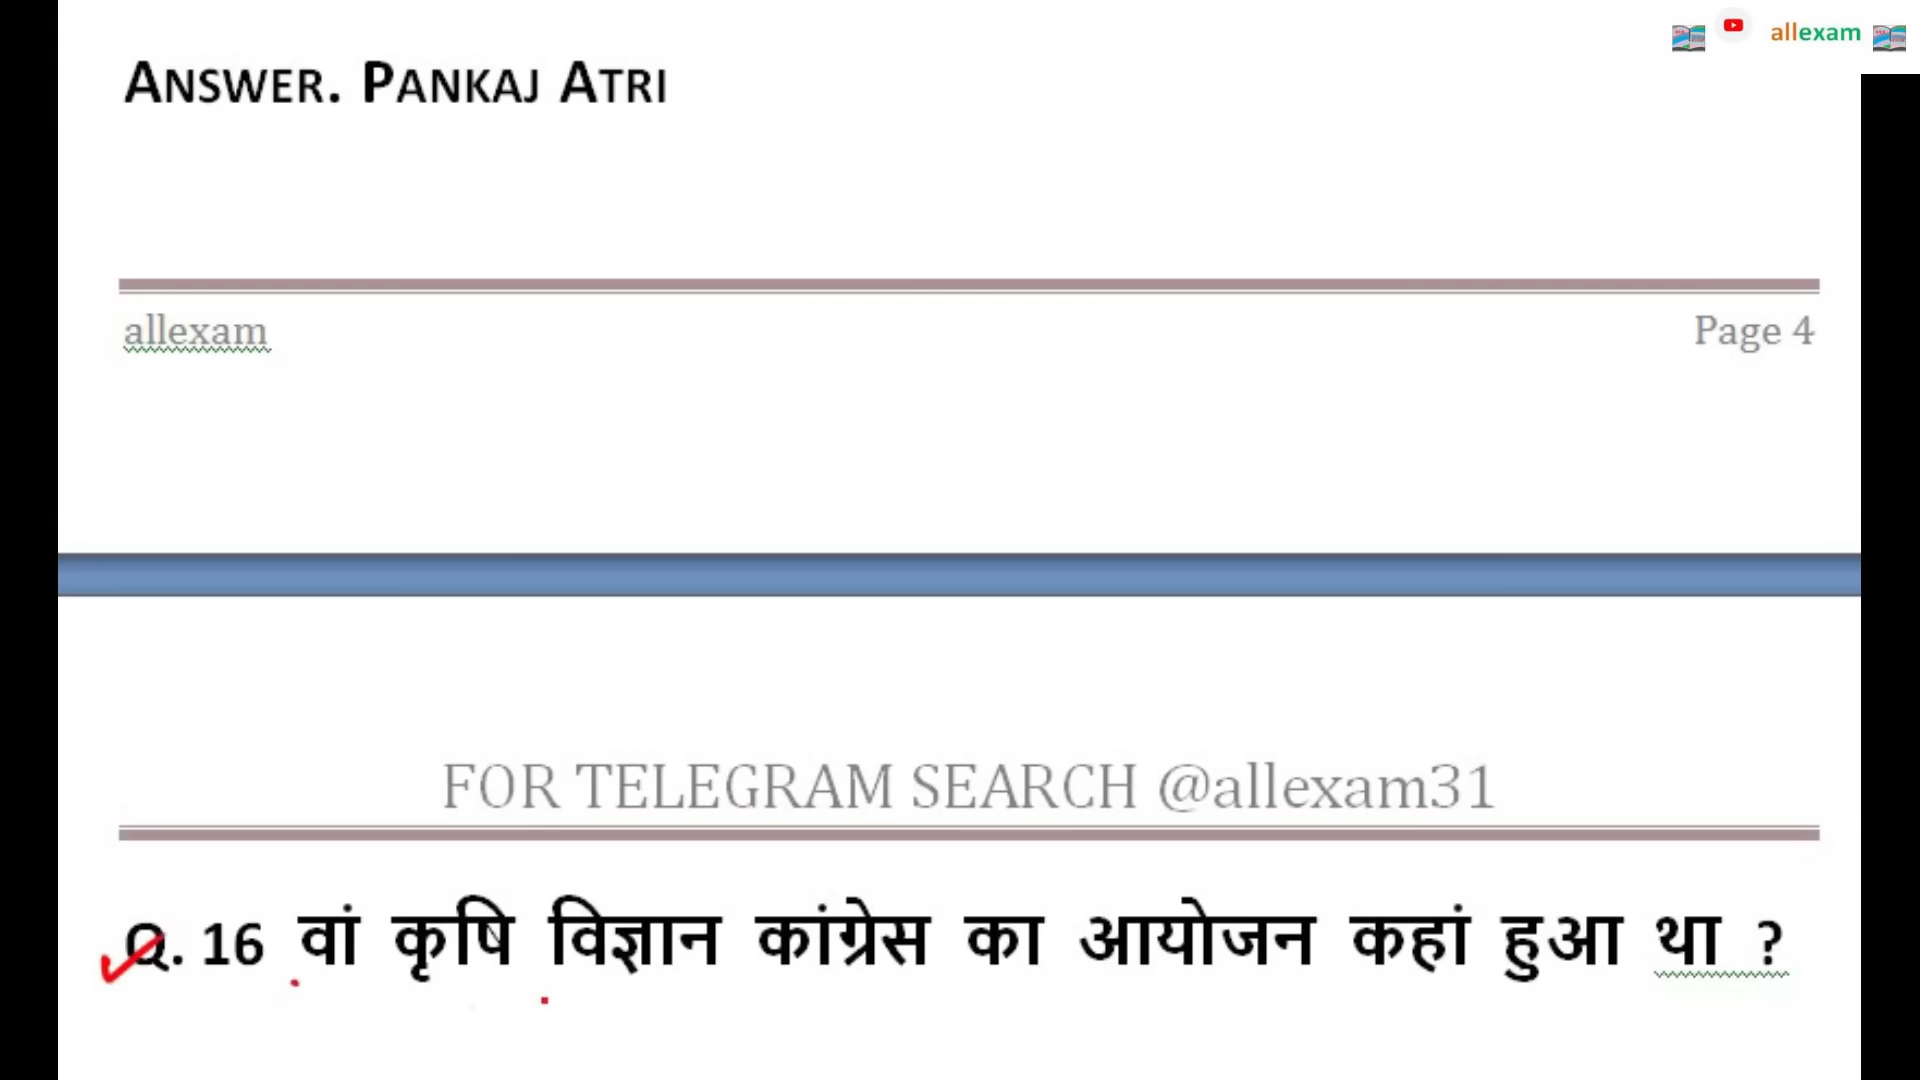 allexam
ANSWER. PANKAJ ATRI
allexam Page 4
FOR TELEGRAM SEARCH @allexam31
Q. 16 वां कृषि विज्ञान कांग्रेस का आयोजन कहां हुआ था ?